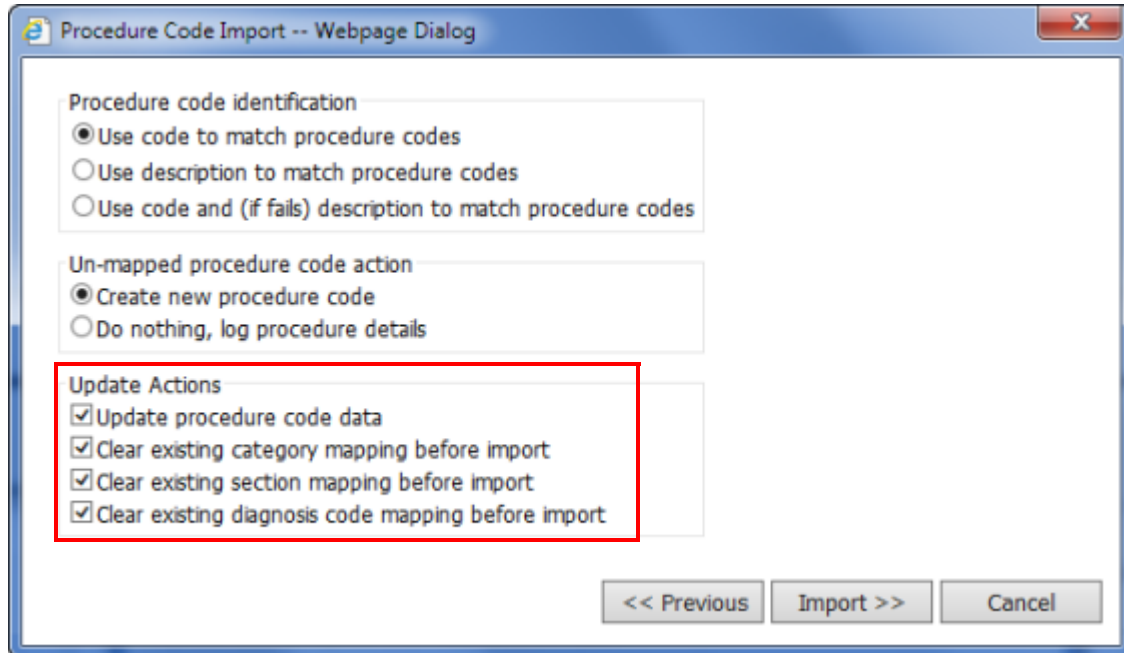 Procedure Code Import -- Webpage Dialog
Procedure code identification
Use code to match procedure codes
Use description to match procedure codes
Use code and (if fails) description to match procedure codes
Un-mapped procedure code action
Create new procedure code
Do nothing, log procedure details
Update Actions
Update procedure code data
Clear existing category mapping before import
Clear existing section mapping before import
Clear existing diagnosis code mapping before import
<< Previous Import >> Cancel